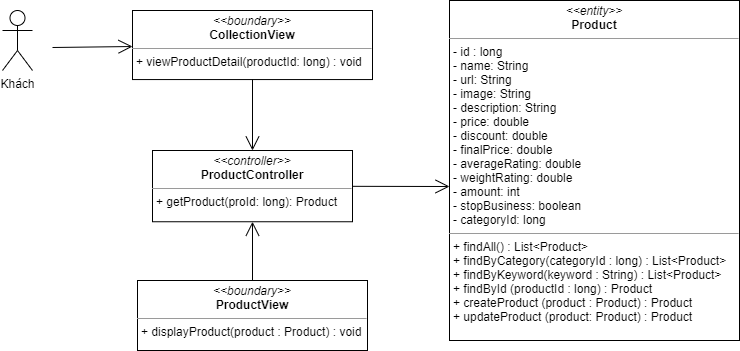 Khách
<<boundary>>
CollectionView
+ viewProductDetail(productId: long) : void
<<controller>>
ProductController
+ getProduct(proId: long): Product
<<boundary>>
ProductView
+ displayProduct(product : Product) : void
<<entity>>
Product
- id : long
- name: String
- url: String
- image: String
- description: String
- price: double
- discount: double
- finalPrice: double
- averageRating: double
- weightRating: double
- amount: int
- stopBusiness: boolean
- categoryId: long
+ findAll() : List<Product>
+ findByCategory(categoryId : long) : List<Product>
+ findByKeyword(keyword : String) : List<Product>
+ findById (productId : long) : Product
+ createProduct (product : Product) : Product
+ updateProduct (product: Product) : Product